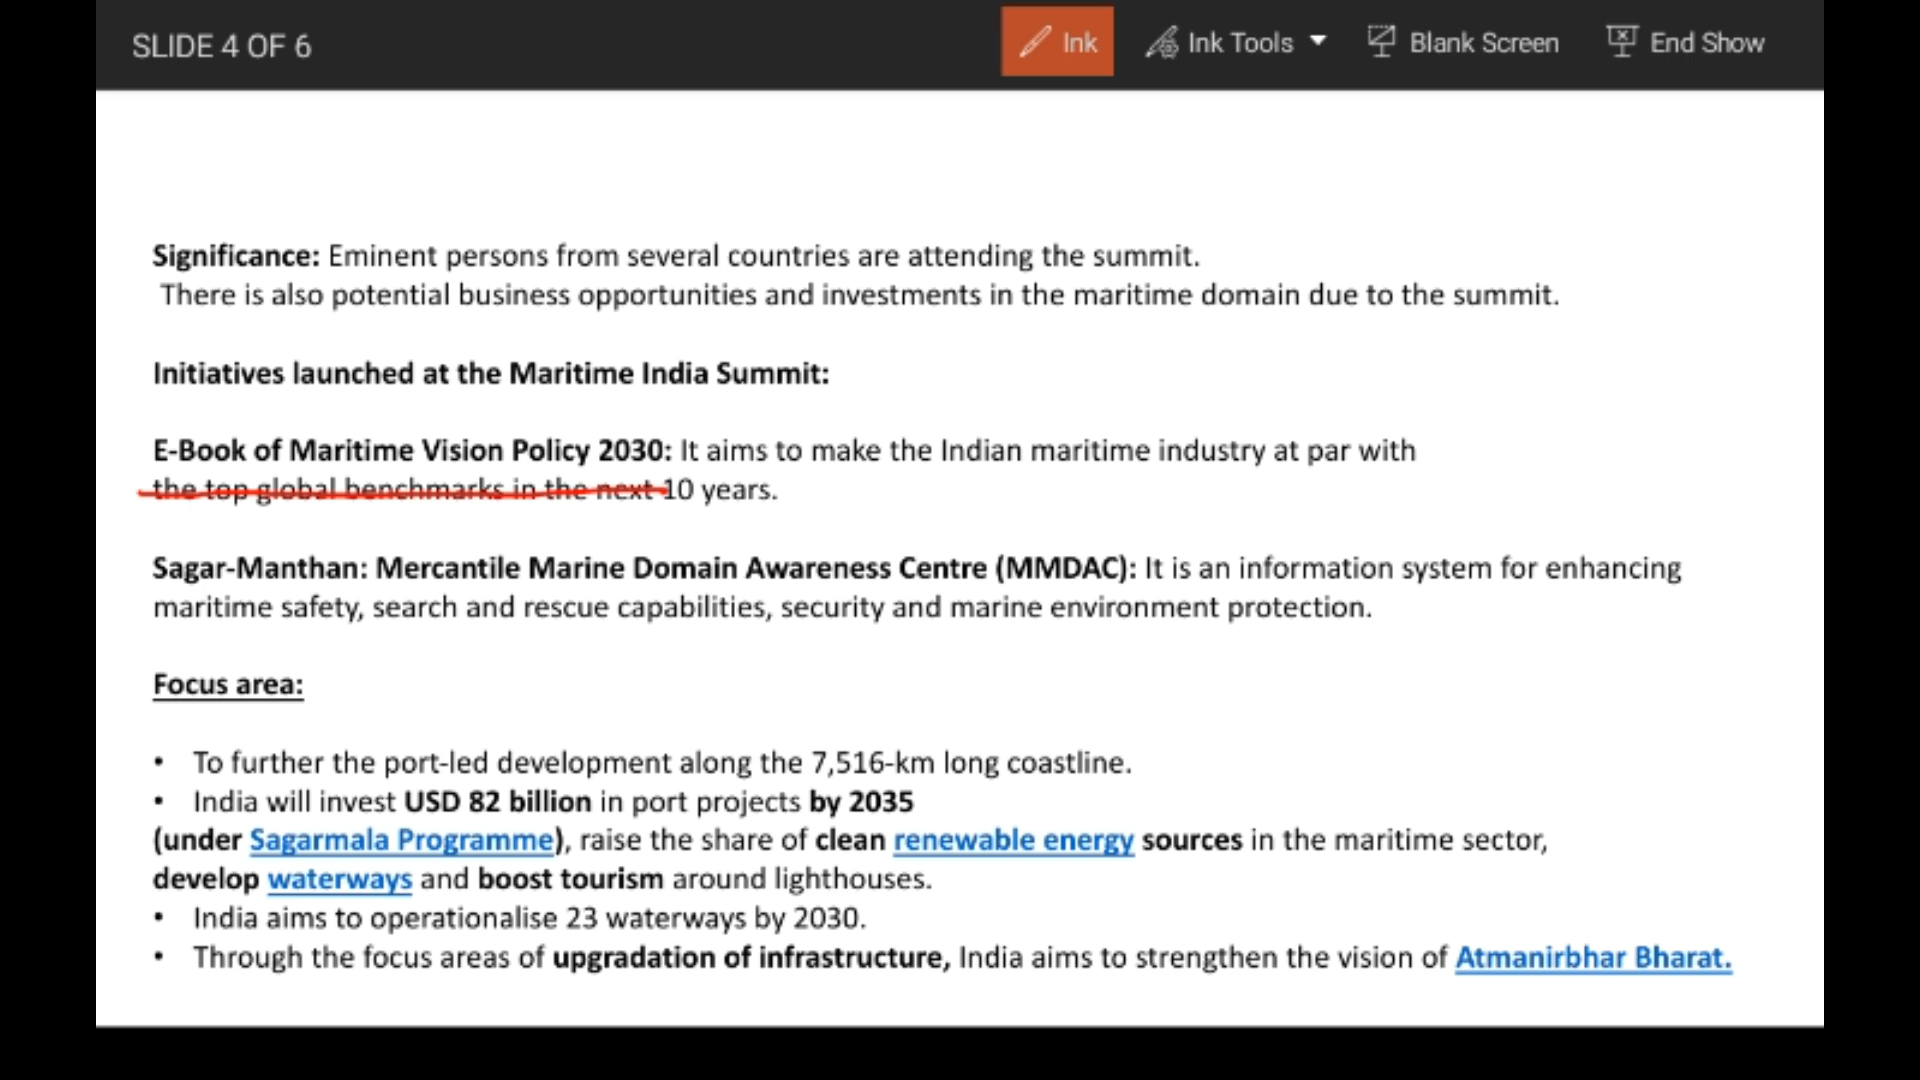 SLIDE 4 OF 6
Ink
Ink Tools
Blank Screen
End Show
Significance: Eminent persons from several countries are attending the summit.
There is also potential business opportunities and investments in the maritime domain due to the summit.
Initiatives launched at the Maritime India Summit:
E-Book of Maritime Vision Policy 2030: It aims to make the Indian maritime industry at par with
the top global benchmarks in the next 10 years.
Sagar-Manthan: Mercantile Marine Domain Awareness Centre (MMDAC): It is an information system for enhancing
maritime safety, search and rescue capabilities, security and marine environment protection.
Focus area:
• To further the port-led development along the 7,516-km long coastline.
• India will invest USD 82 billion in port projects by 2035
(under Sagarmala Programme), raise the share of clean renewable energy sources in the maritime sector,
develop waterways and boost tourism around lighthouses.
• India aims to operationalise 23 waterways by 2030.
• Through the focus areas of upgradation of infrastructure, India aims to strengthen the vision of Atmanirbhar Bharat.